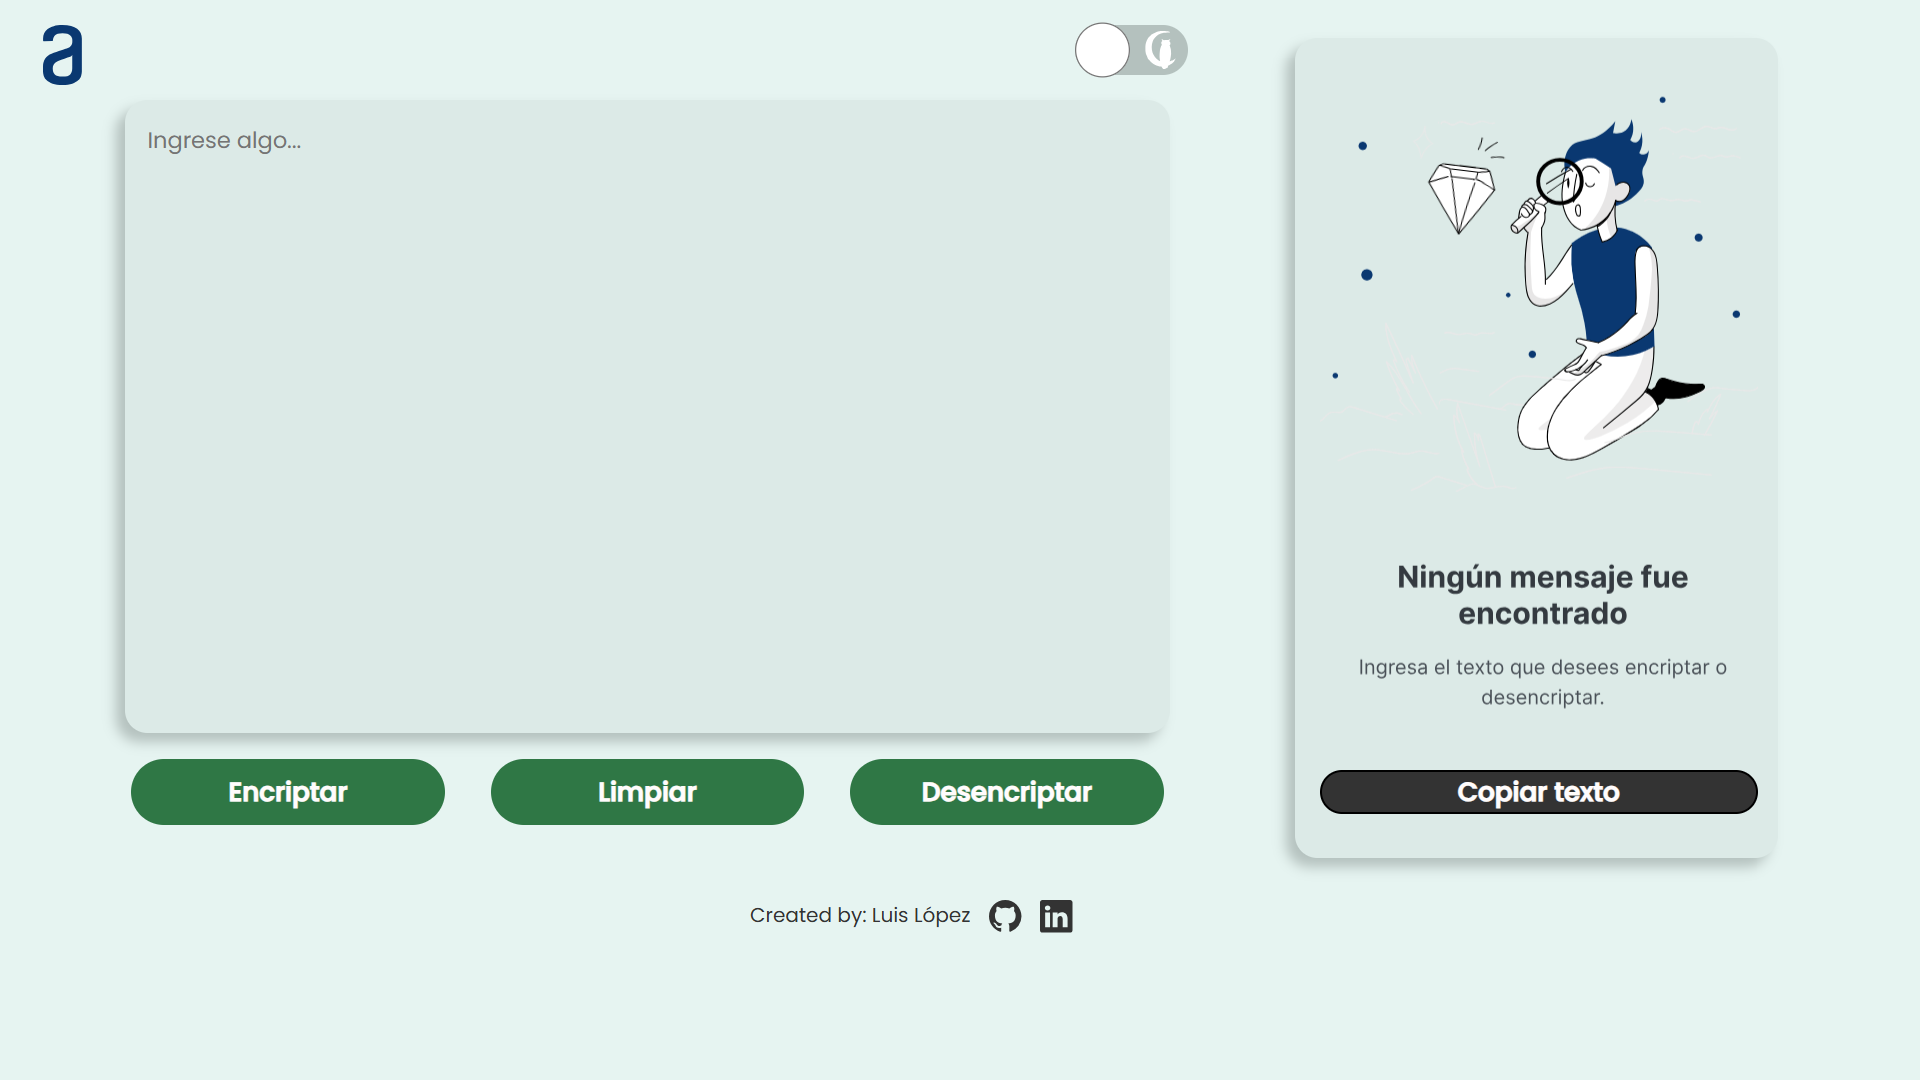 a
Ingrese algo...
Encriptar
Limpiar
Desencriptar
Ningún mensaje fue
encontrado
Ingresa el texto que desees encriptar o
desencriptar.
Copiar texto
Created by: Luis López
in